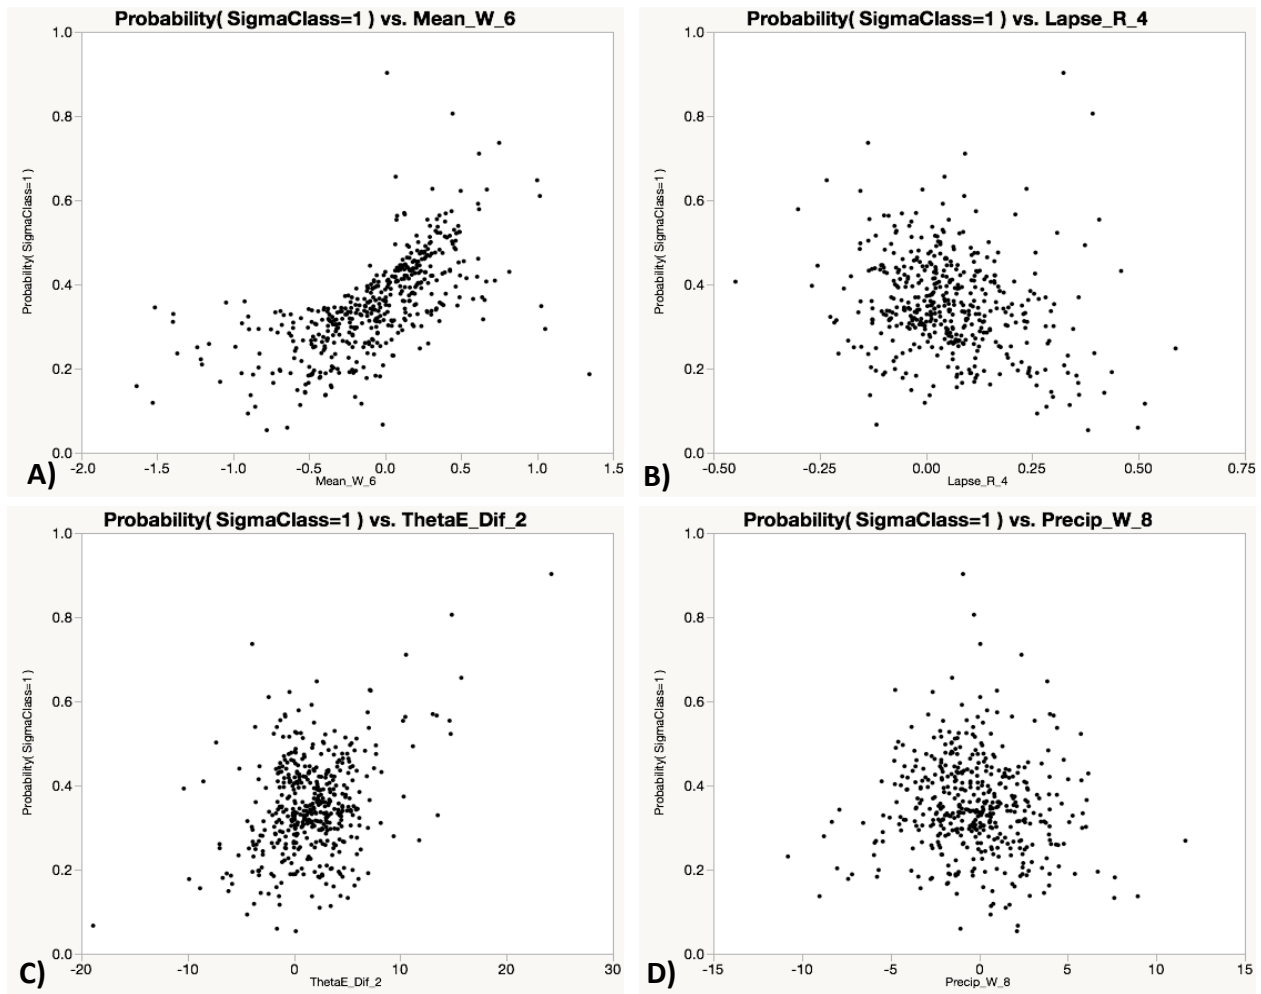 Probability( SigmaClass=1 ) vs. Mean_W_6
1.0
0.8
0.6
0.4
0.2
0.0
Probability( SigmaClass=1 )
-2.0 -1.5 -1.0 -0.5 0.0 0.5 1.0 1.5
Mean_W_6
A)
Probability( SigmaClass=1 ) vs. Lapse_R_4
1.0
0.8
0.6
0.4
0.2
0.0
Probability( SigmaClass=1 )
-0.50 -0.25 0.00 0.25 0.50 0.75
Lapse_R_4
B)
Probability( SigmaClass=1 ) vs. ThetaE_Dif_2
1.0
0.8
0.6
0.4
0.2
0.0
Probability( SigmaClass=1 )
-20 -10 0 10 20 30
ThetaE_Dif_2
C)
Probability( SigmaClass=1 ) vs. Precip_W_8
1.0
0.8
0.6
0.4
0.2
0.0
Probability( SigmaClass=1 )
-15 -10 -5 0 5 10 15
Precip_W_8
D)